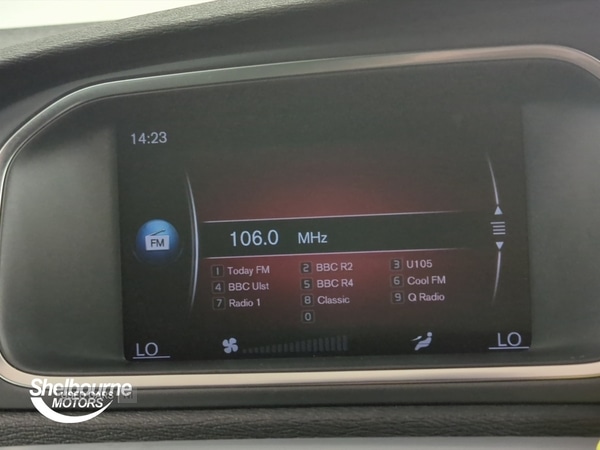 14:23
FM
106.0 MHz
1 Today FM 2 BBC R2 3 U105
4 BBC Ulst 5 BBC R4 6 Cool FM
7 Radio 1 8 Classic 9 Q Radio
0
LO LO
Shelbourne
MOTORS